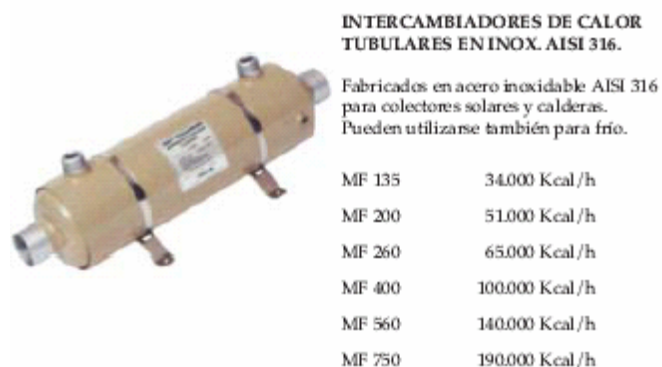 INTERCAMBIADORES DE CALOR
TUBULARES EN INOX. AISI 316.
Fabricados en acero inoxidable AISI 316
para colectores solares y calderas.
Pueden utilizarse también para frío.
MF 135 34.000 Kcal/h
MF 200 51.000 Kcal/h
MF 260 65.000 Kcal/h
MF 400 100.000 Kcal/h
MF 560 140.000 Kcal/h
MF 750 190.000 Kcal/h